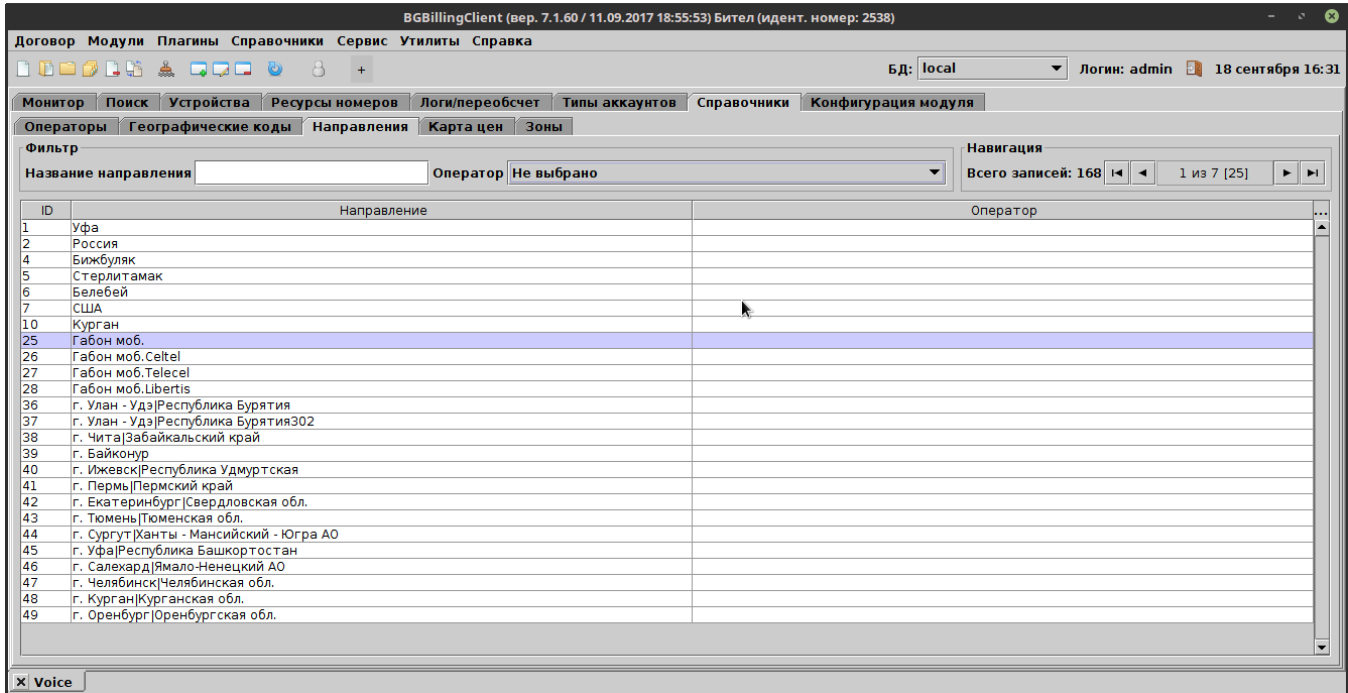 BGBillingClient (вер. 7.1.60 / 11.09.2017 18:55:53) Бител (идент. номер: 2538)
Договор Модули Плагины Справочники Сервис Утилиты Справка
+ БД: local Логин: admin 18 сентября 16:31
Монитор Поиск Устройства Ресурсы номеров Логи/переобсчет Типы аккаунтов Справочники Конфигурация модуля
Операторы Географические коды Направления Карта цен Зоны
Фильтр Навигация
Название направления Оператор Не выбрано Всего записей: 168 1 из 7 [25]
ID Направление Оператор ...
1 Уфа
2 Россия
4 Бижбуляк
5 Стерлитамак
6 Белебей
7 США
10 Курган
25 Габон моб.
26 Габон моб.Celtel
27 Габон моб.Telecel
28 Габон моб.Libertis
36 г. Улан - Удэ|Республика Бурятия
37 г. Улан - Удэ|Республика Бурятия302
38 г. Чита|Забайкальский край
39 г. Байконур
40 г. Ижевск|Республика Удмуртская
41 г. Пермь|Пермский край
42 г. Екатеринбург|Свердловская обл.
43 г. Тюмень|Тюменская обл.
44 г. Сургут|Ханты - Мансийский - Югра АО
45 г. Уфа|Республика Башкортостан
46 г. Салехард|Ямало-Ненецкий АО
47 г. Челябинск|Челябинская обл.
48 г. Курган|Курганская обл.
49 г. Оренбург|Оренбургская обл.
x Voice